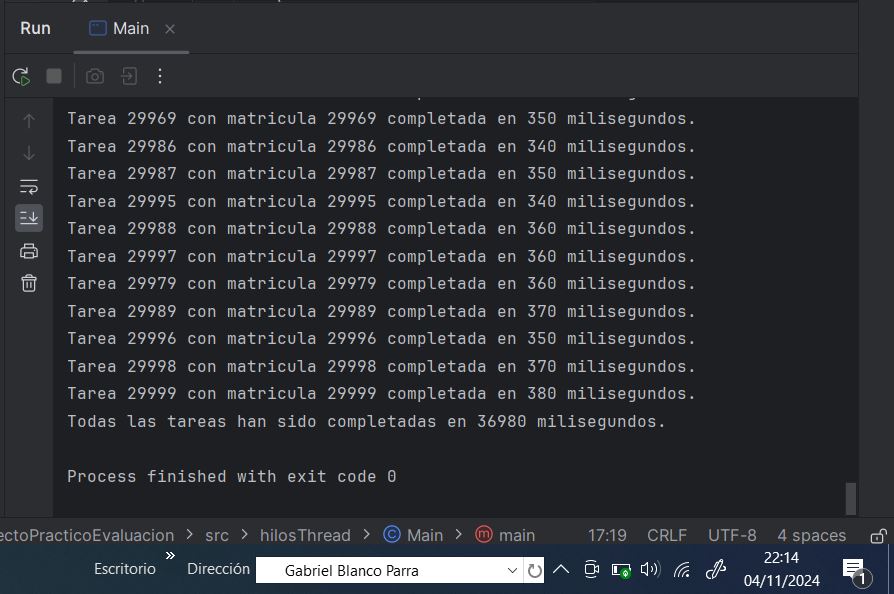 Run
Main
Tarea 29969 con matricula 29969 completada en 350 milisegundos.
Tarea 29986 con matricula 29986 completada en 340 milisegundos.
Tarea 29987 con matricula 29987 completada en 350 milisegundos.
Tarea 29995 con matricula 29995 completada en 340 milisegundos.
Tarea 29988 con matricula 29988 completada en 360 milisegundos.
Tarea 29997 con matricula 29997 completada en 360 milisegundos.
Tarea 29979 con matricula 29979 completada en 360 milisegundos.
Tarea 29989 con matricula 29989 completada en 370 milisegundos.
Tarea 29996 con matricula 29996 completada en 350 milisegundos.
Tarea 29998 con matricula 29998 completada en 370 milisegundos.
Tarea 29999 con matricula 29999 completada en 380 milisegundos.
Todas las tareas han sido completadas en 36980 milisegundos.
Process finished with exit code 0
ectoPracticoEvaluacion > src > hilosThread > C Main > m main 17:19 CRLF UTF-8 4 spaces
Escritorio » Dirección Gabriel Blanco Parra 22:14
04/11/2024 1